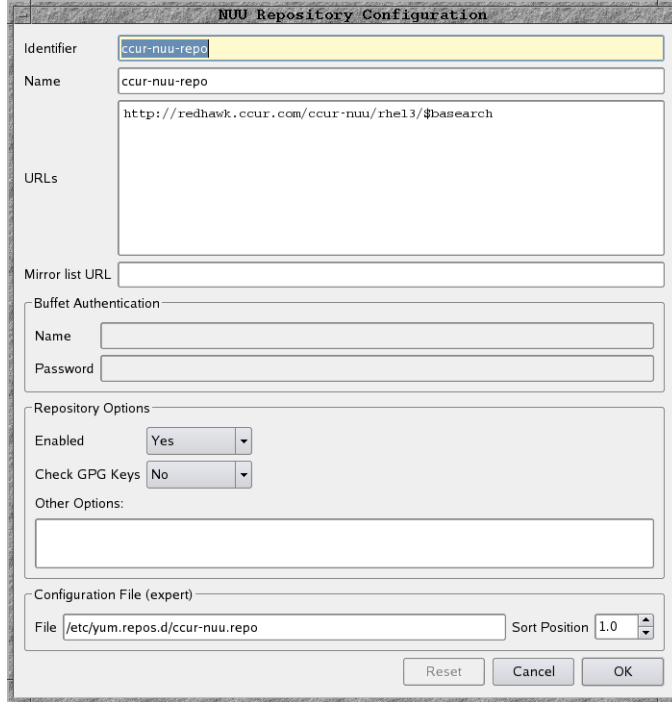 NUU Repository Configuration
Identifier ccur-nuu-repo
Name ccur-nuu-repo
URLs http://redhawk.ccur.com/ccur-nuu/rhel3/$basearch
Mirror list URL
Buffet Authentication
Name
Password
Repository Options
Enabled Yes
Check GPG Keys No
Other Options:
Configuration File (expert)
File /etc/yum.repos.d/ccur-nuu.repo Sort Position 1.0
Reset Cancel OK